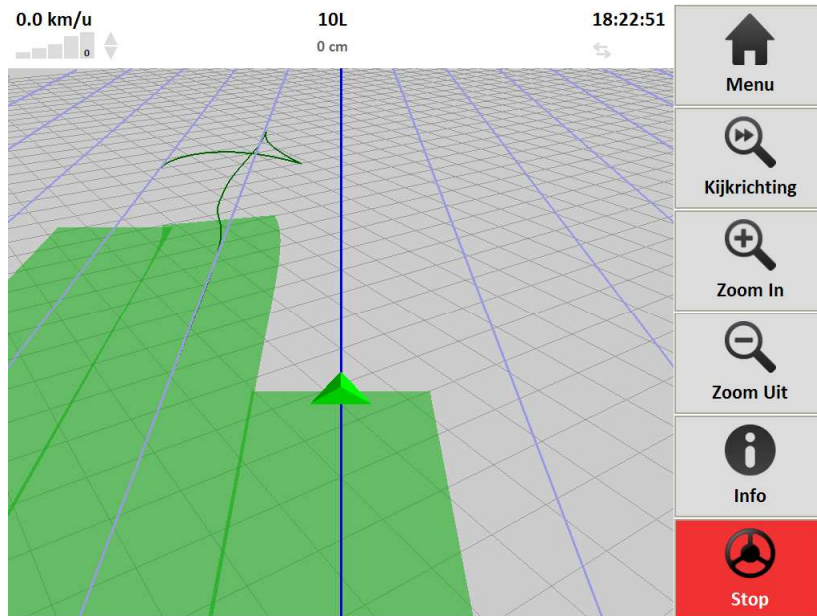 0.0 km/u
10L
18:22:51
0
0 cm
Menu
Kijkrichting
Zoom In
Zoom Uit
Info
Stop